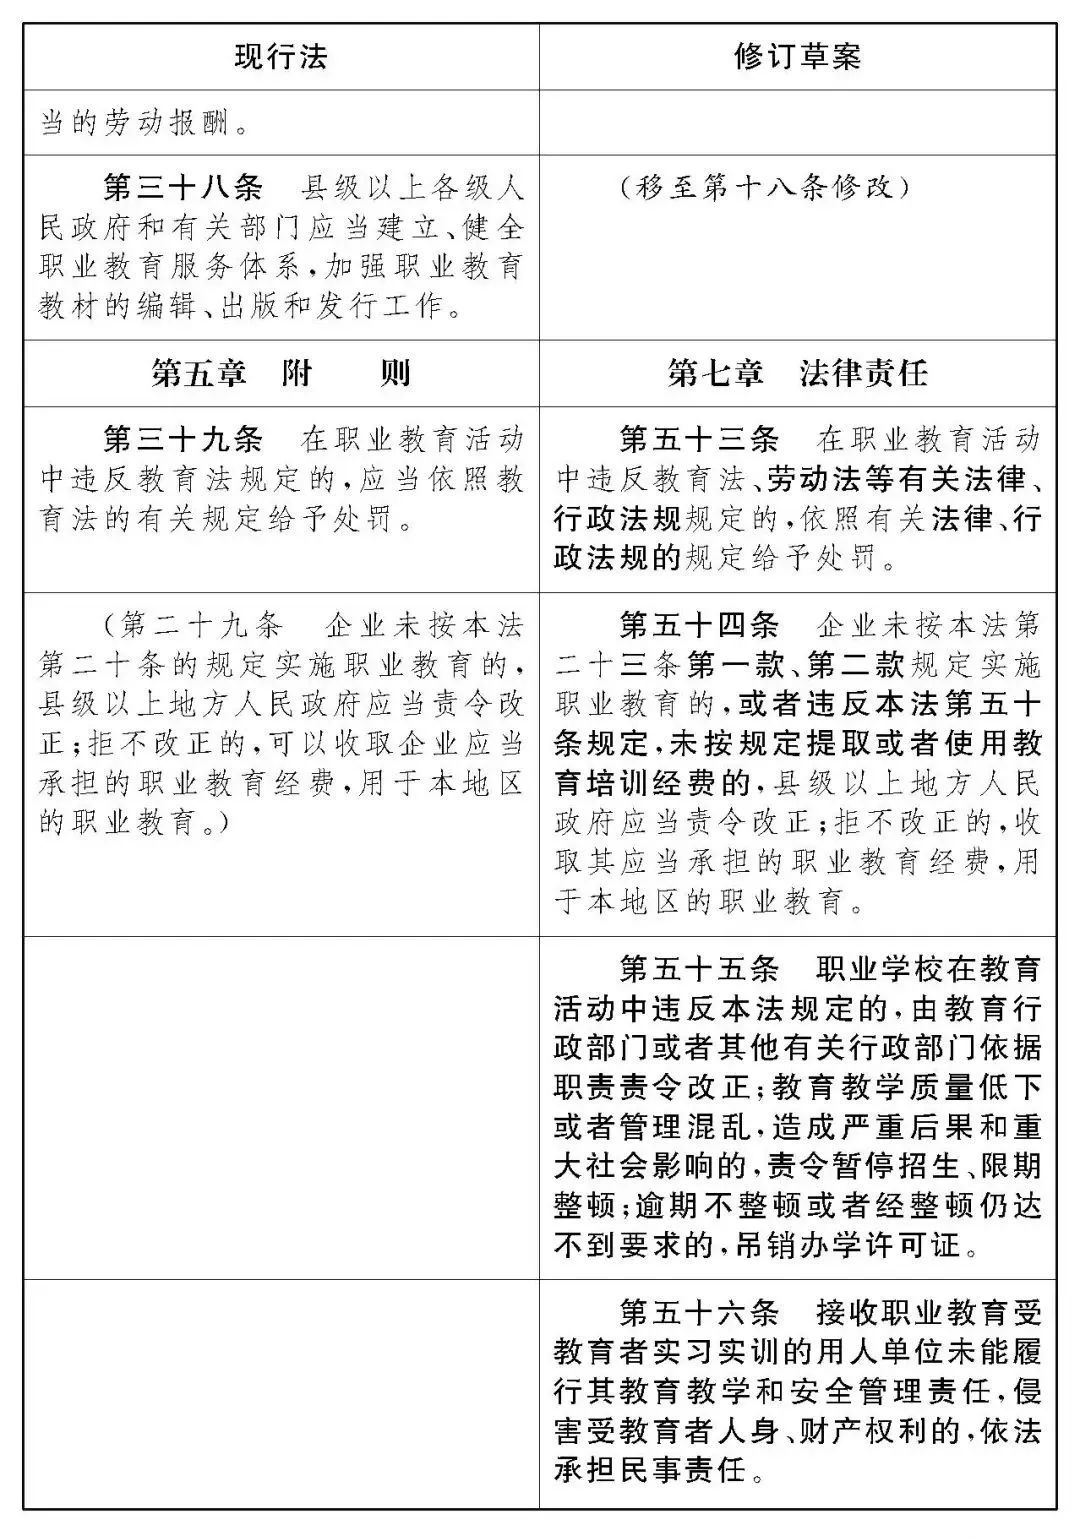 现行法
修订草案
当的劳动报酬。
第三十八条　县级以上各级人
民政府和有关部门应当建立、健全
职业教育服务体系,加强职业教育
教材的编辑、出版和发行工作。
(移至第十八条修改)
第五章　附　　则
第七章　法律责任
第三十九条　在职业教育活动
中违反教育法规定的,应当依照教
育法的有关规定给予处罚。
第五十三条　在职业教育活动
中违反教育法、劳动法等有关法律、
行政法规规定的,依照有关法律、行
政法规的规定给予处罚。
(第二十九条　企业未按本法
第二十条的规定实施职业教育的,
县级以上地方人民政府应当责令改
正;拒不改正的,可以收取企业应当
承担的职业教育经费,用于本地区
的职业教育。)
第五十四条　企业未按本法第
二十三条第一款、第二款规定实施
职业教育的,或者违反本法第五十
条规定,未按规定提取或者使用教
育培训经费的,县级以上地方人民
政府应当责令改正;拒不改正的,收
取其应当承担的职业教育经费,用
于本地区的职业教育。
第五十五条　职业学校在教育
活动中违反本法规定的,由教育行
政部门或者其他有关行政部门依据
职责责令改正;教育教学质量低下
或者管理混乱,造成严重后果和重
大社会影响的,责令暂停招生、限期
整顿;逾期不整顿或者经整顿仍达
不到要求的,吊销办学许可证。
第五十六条　接收职业教育受
教育者实习实训的用人单位未能履
行其教育教学和安全管理责任,侵
害受教育者人身、财产权利的,依法
承担民事责任。